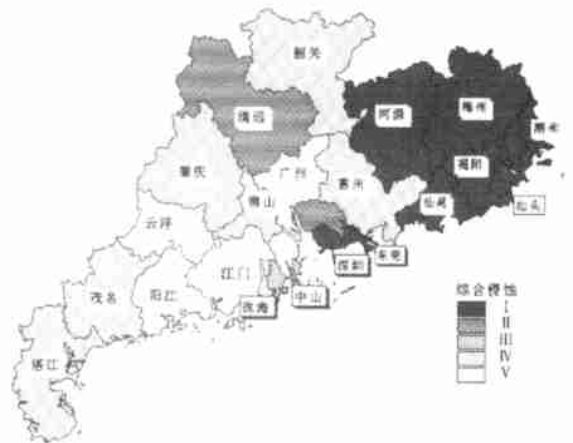 韶关
清远
河源
梅州
潮州
揭阳
汕尾
汕头
肇庆
广州
惠州
佛山
云浮
东莞
深圳
江门
中山
珠海
茂名
阳江
湛江
综合侵蚀
I
II
III
IV
V